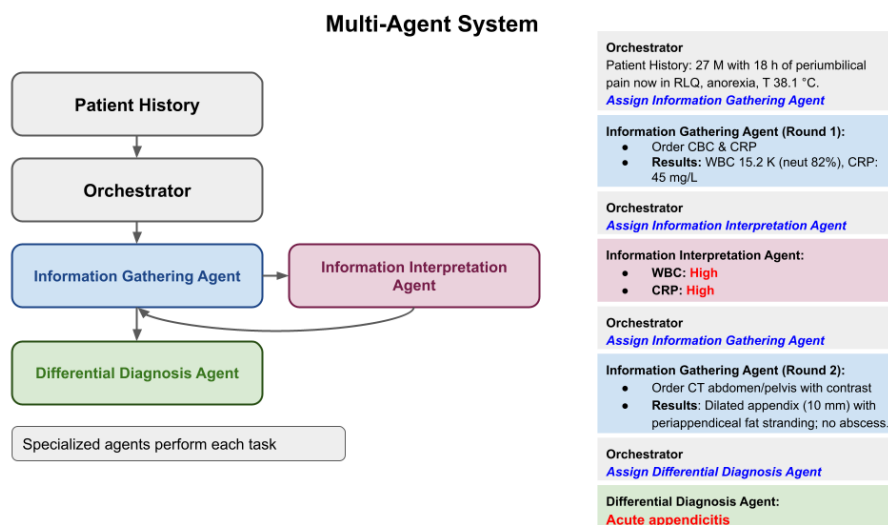 Multi-Agent System
Patient History
Orchestrator
Information Gathering Agent
Information Interpretation
Agent
Differential Diagnosis Agent
Specialized agents perform each task
Orchestrator
Patient History: 27 M with 18 h of periumbilical
pain now in RLQ, anorexia, T 38.1 °C.
Assign Information Gathering Agent
Information Gathering Agent (Round 1):
● Order CBC & CRP
● Results: WBC 15.2 K (neut 82%), CRP:
45 mg/L
Orchestrator
Assign Information Interpretation Agent
Information Interpretation Agent:
● WBC: High
● CRP: High
Orchestrator
Assign Information Gathering Agent
Information Gathering Agent (Round 2):
● Order CT abdomen/pelvis with contrast
● Results: Dilated appendix (10 mm) with
periappendiceal fat stranding; no abscess.
Orchestrator
Assign Differential Diagnosis Agent
Differential Diagnosis Agent:
Acute appendicitis